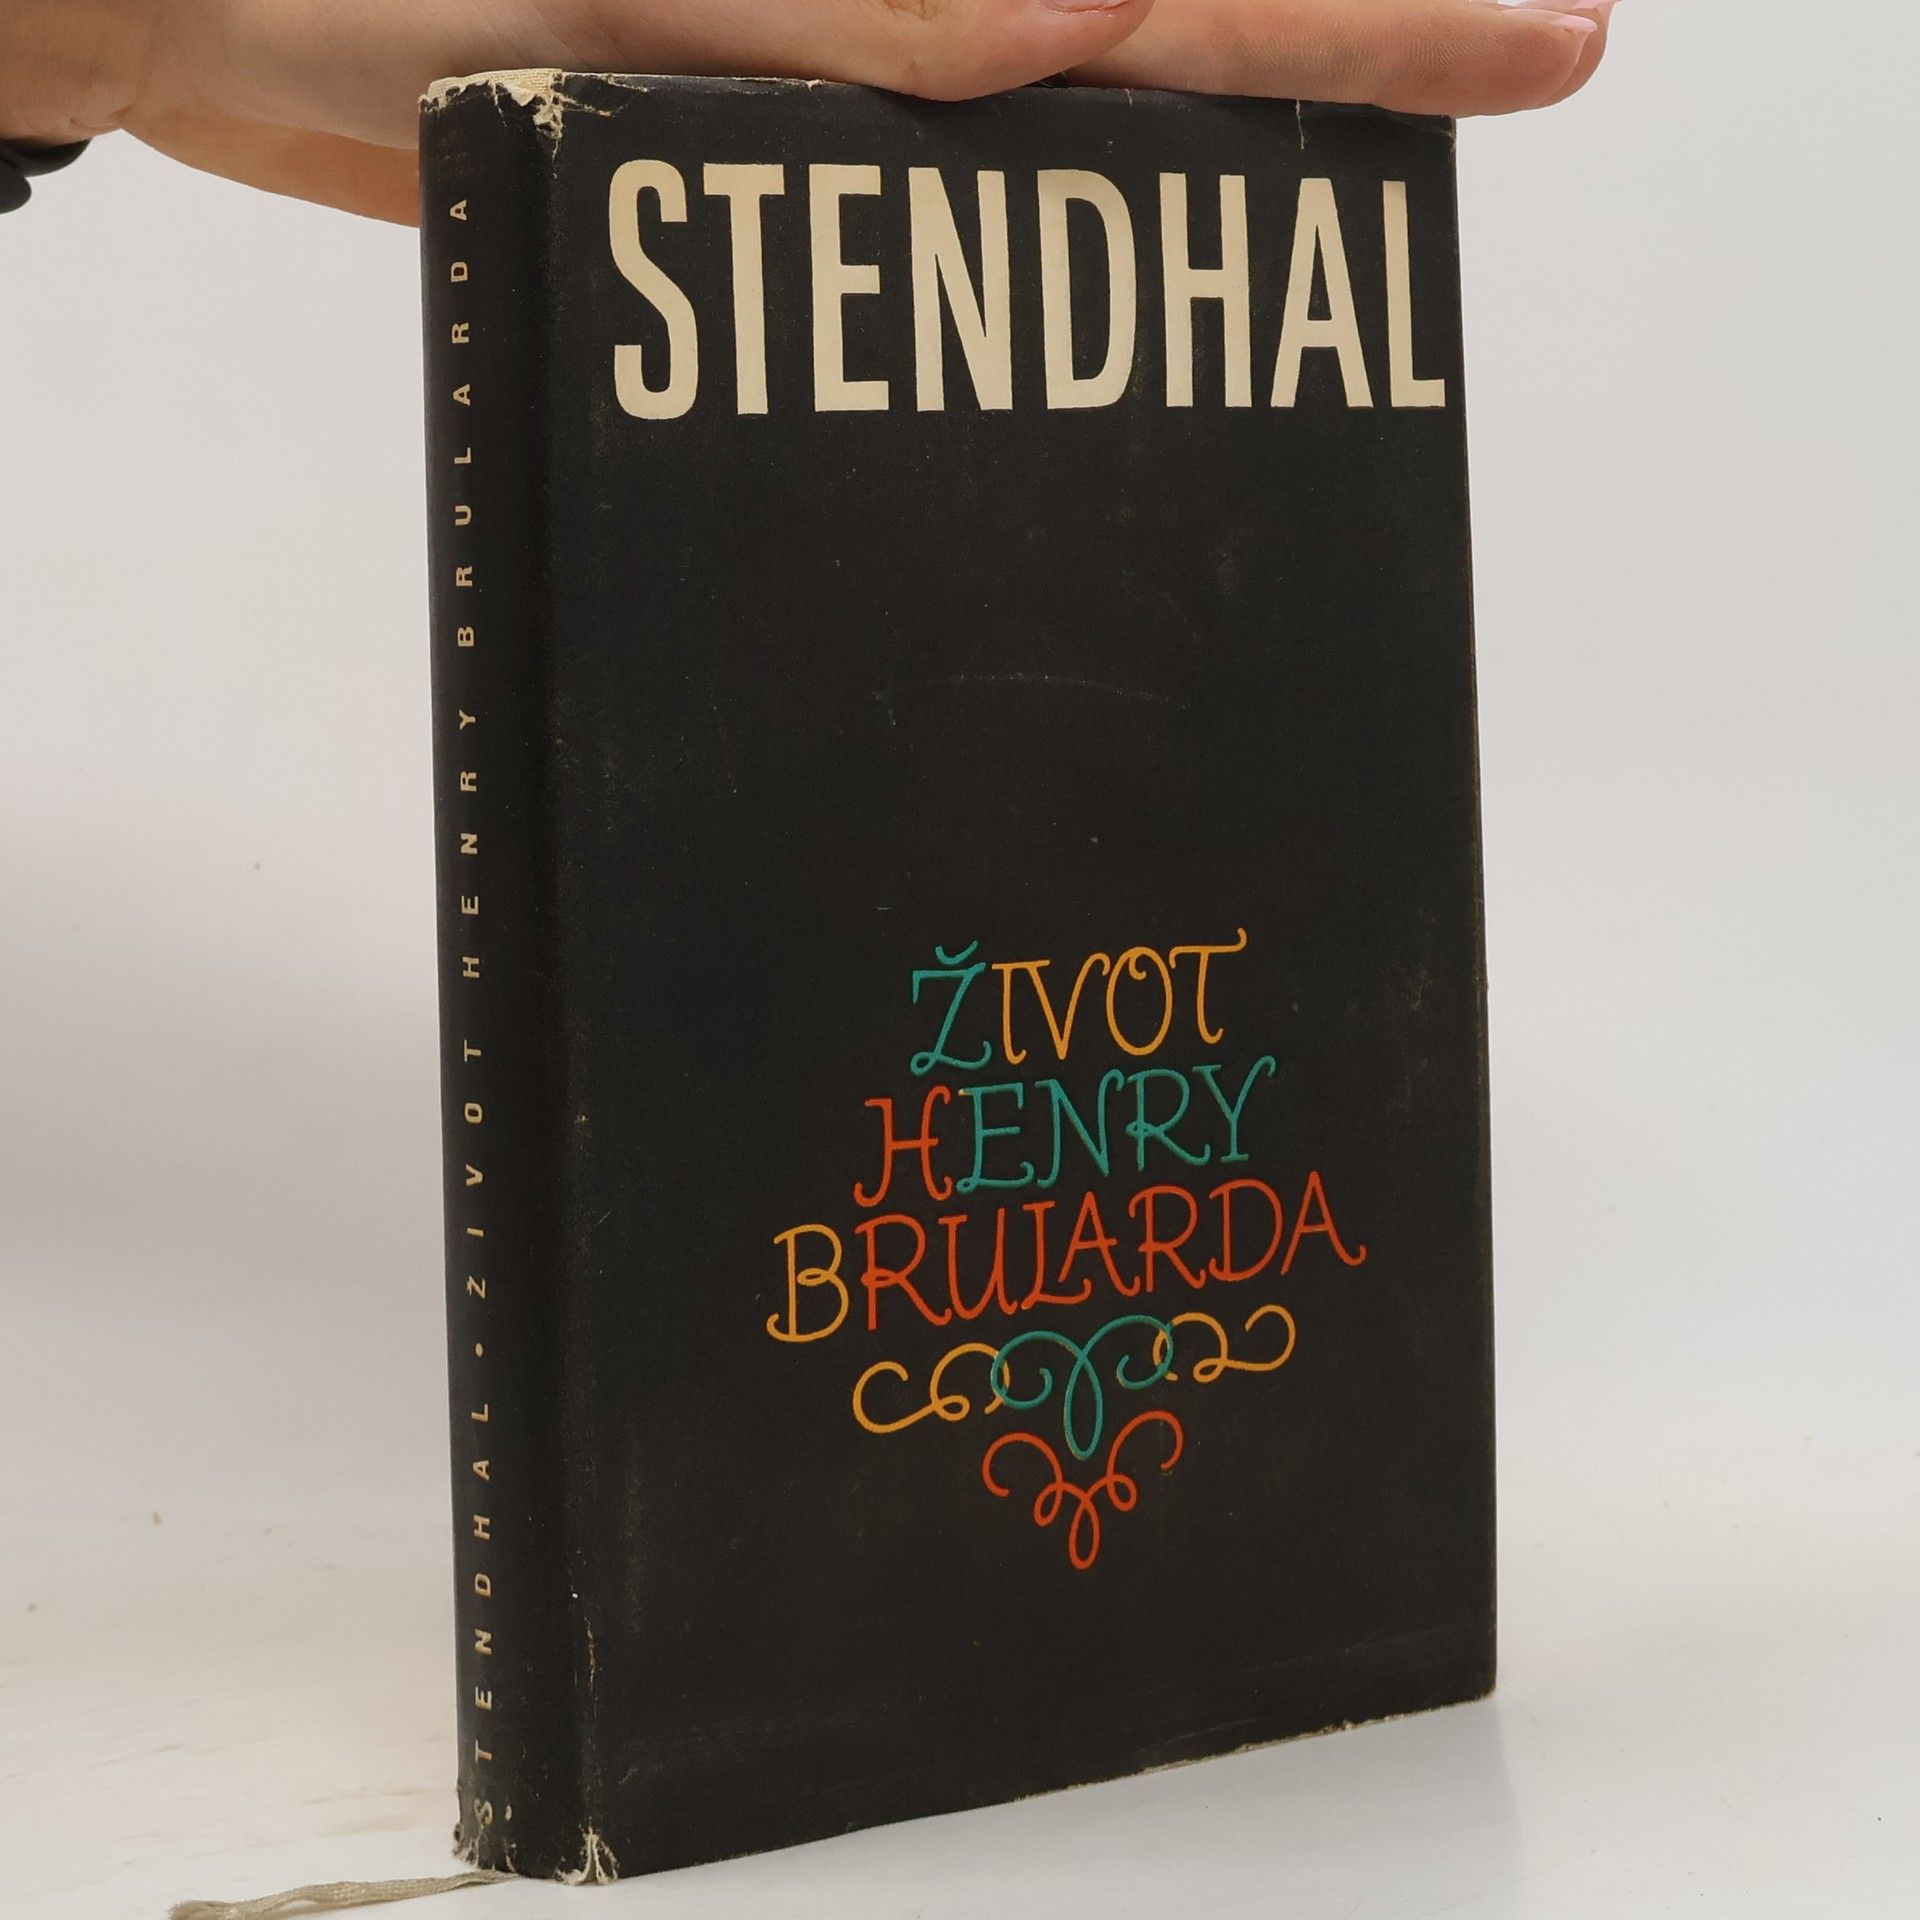 STENDHAL
ŽIVOT
HENRY
BRULARDA
STENDHAL • ŽIVOT HENRY BRULARDA